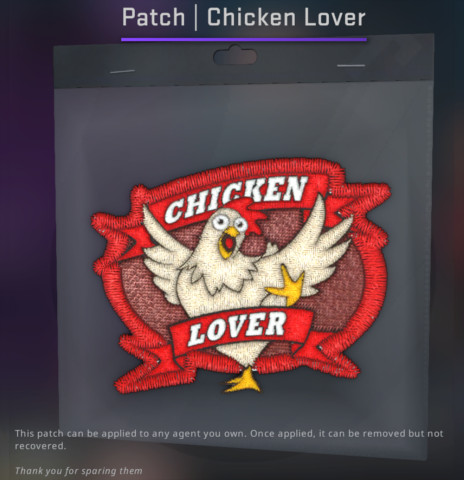 Patch | Chicken Lover
CHICKEN
LOVER
This patch can be applied to any agent you own. Once applied, it can be removed but not
recovered.
Thank you for sparing them